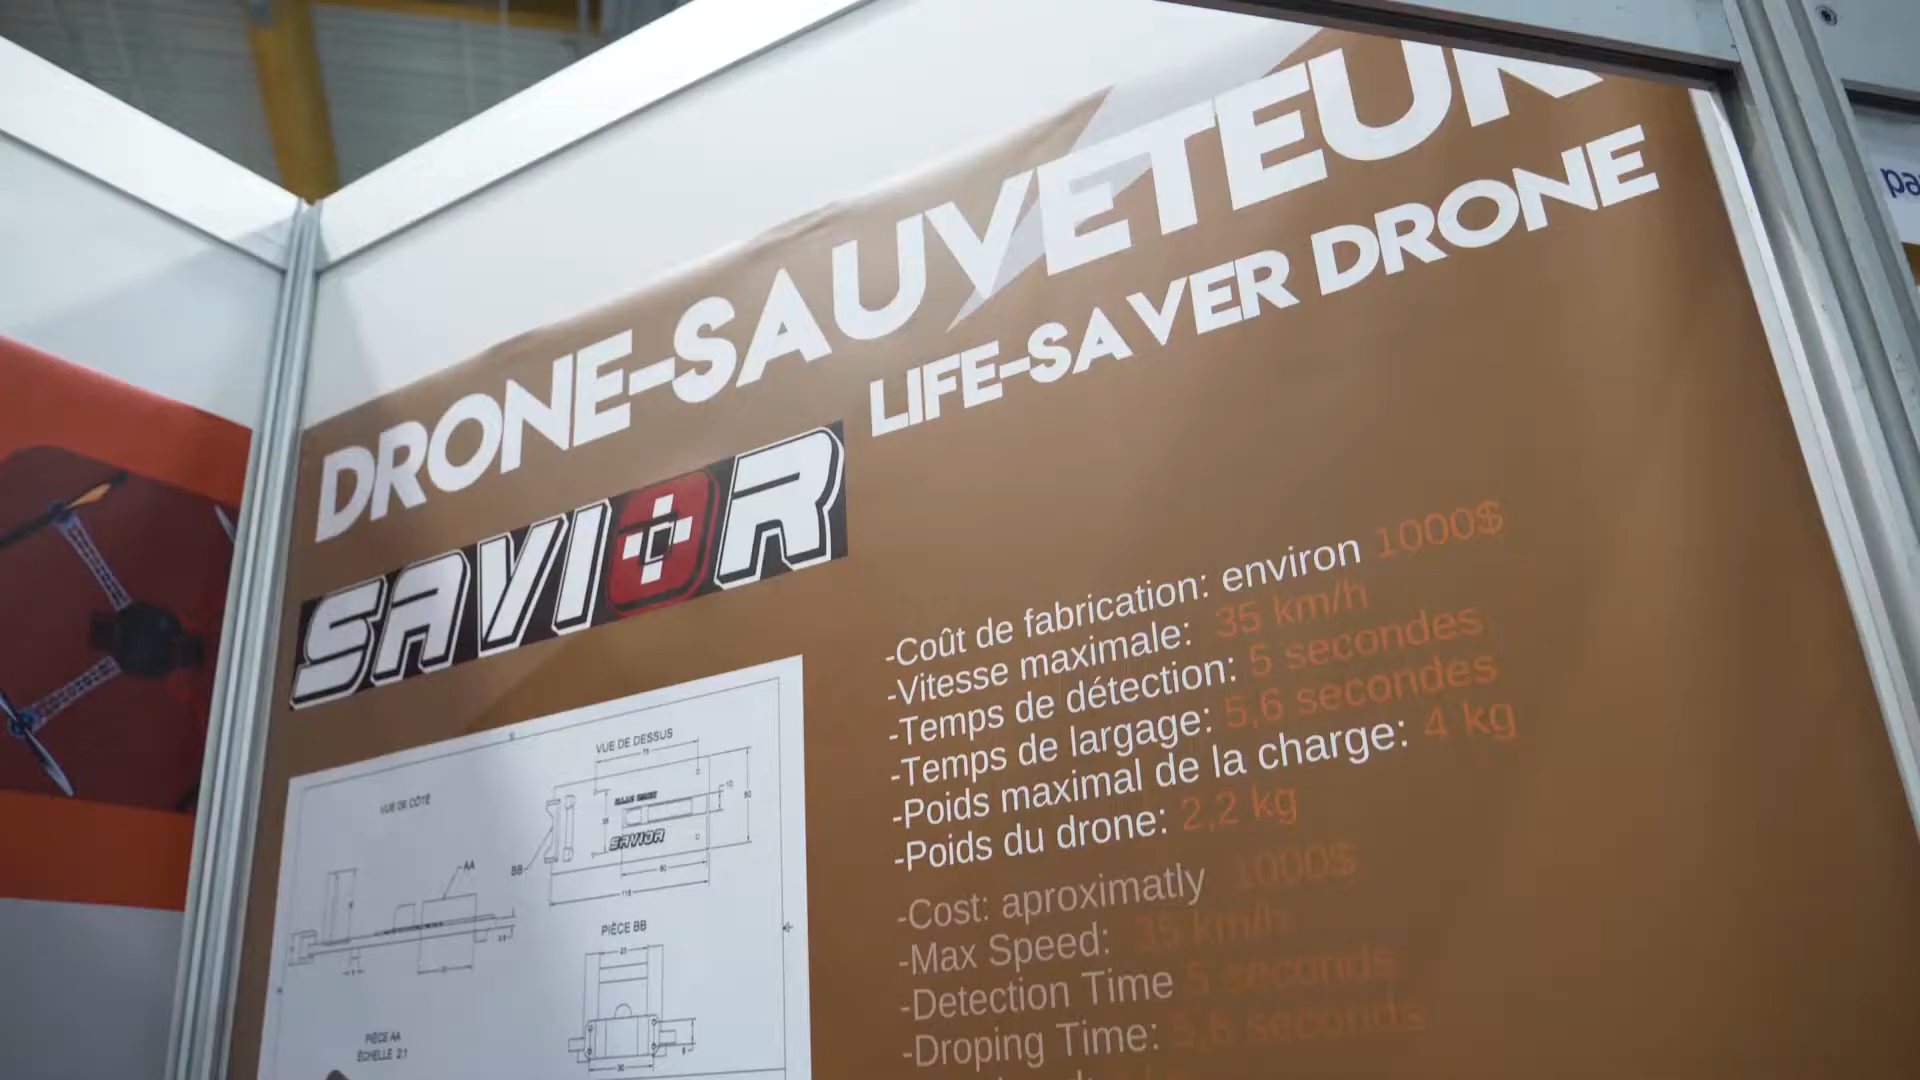 DRONE-SAUVETEUR
LIFE-SAVER DRONE
SAVIOR
-Coût de fabrication: environ 1000$
-Vitesse maximale: 35 km/h
-Temps de détection: 5 secondes
-Temps de largage: 5,6 secondes
-Poids maximal de la charge: 4 kg
-Poids du drone: 2,2 kg
-Cost: aproximatly 1000$
-Max Speed: 35 km/h
-Detection Time 5 seconds
-Droping Time: 5,6 seconds
VUE DE CÔTÉ
VUE DE DESSUS
SAVIOR
AA
BB
PIÈCE BB
PIÈCE AA
ÉCHELLE 2:1